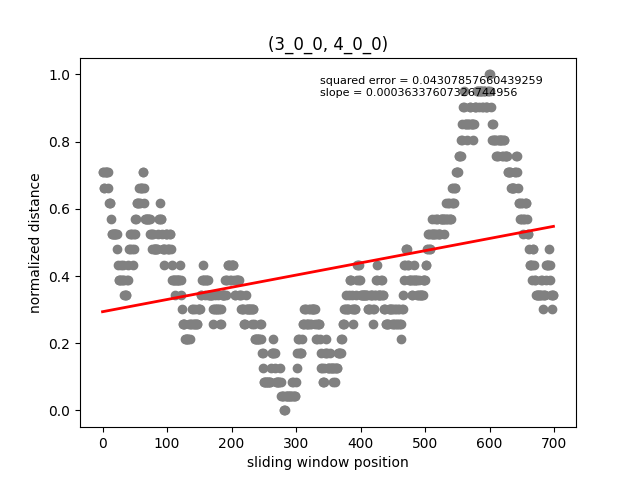 (3_0_0, 4_0_0)
squared error = 0.04307857660439259
slope = 0.00036337607326744956
1.0
0.8
0.6
0.4
0.2
0.0
normalized distance
0 100 200 300 400 500 600 700
sliding window position